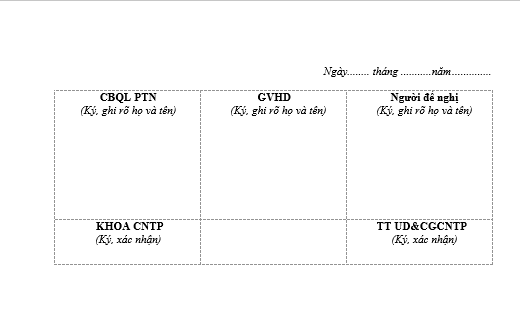 Ngày........ tháng ...........năm..............
CBQL PTN
(Ký, ghi rõ họ và tên)
GVHD
(Ký, ghi rõ họ và tên)
Người đề nghị
(Ký, ghi rõ họ và tên)
KHOA CNTP
(Ký, xác nhận)
TT UD&CGCNTP
(Ký, xác nhận)